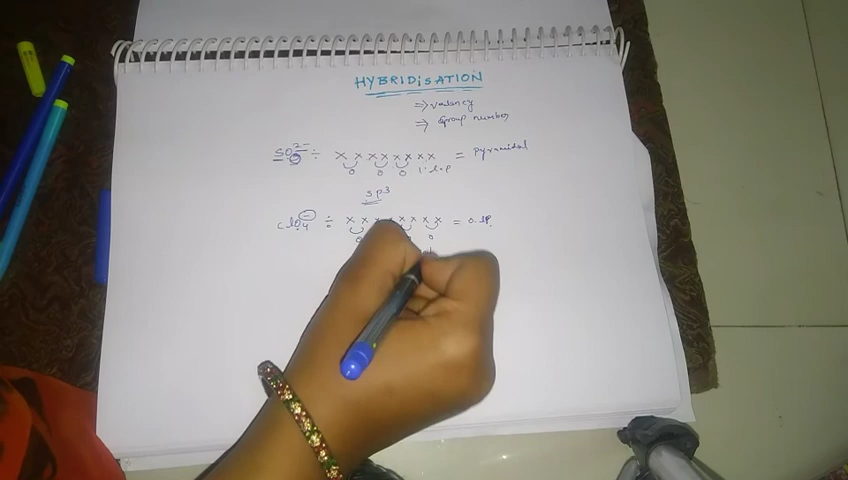 HYBRIDiSATION
=> valency
=> Group number
SO3 2- ÷ x x x x x x x x = pyramidal
o o o 1.l.p
sp3
ClO4 - ÷ x x x x x x x x = 0.lp.
o o o